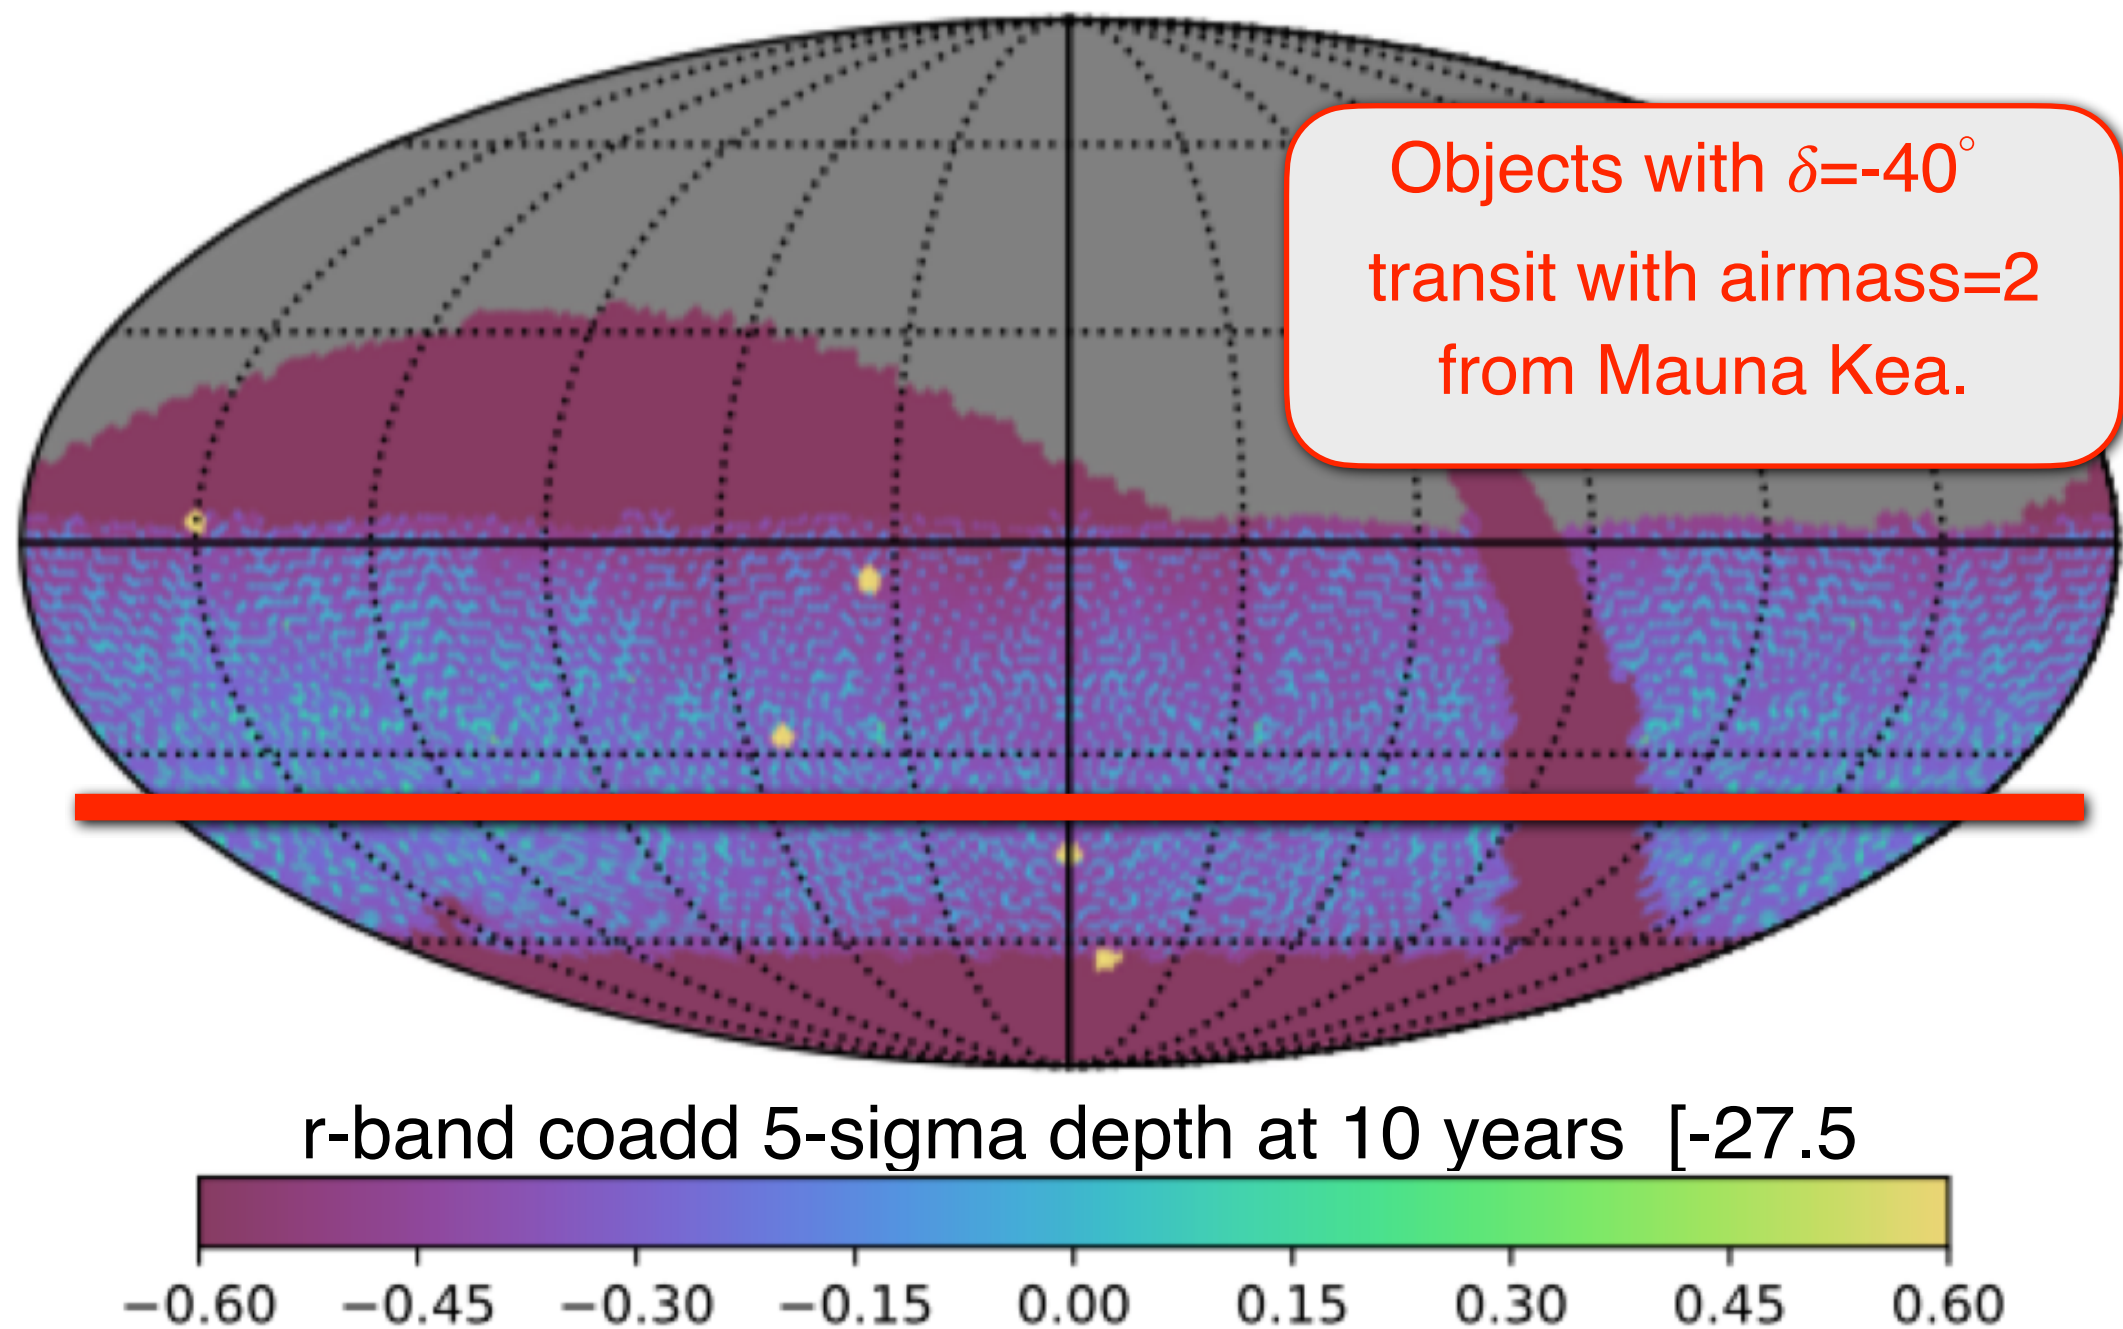 Objects with δ=-40°
transit with airmass=2
from Mauna Kea.
r-band coadd 5-sigma depth at 10 years [-27.5
−0.60 −0.45 −0.30 −0.15 0.00 0.15 0.30 0.45 0.60